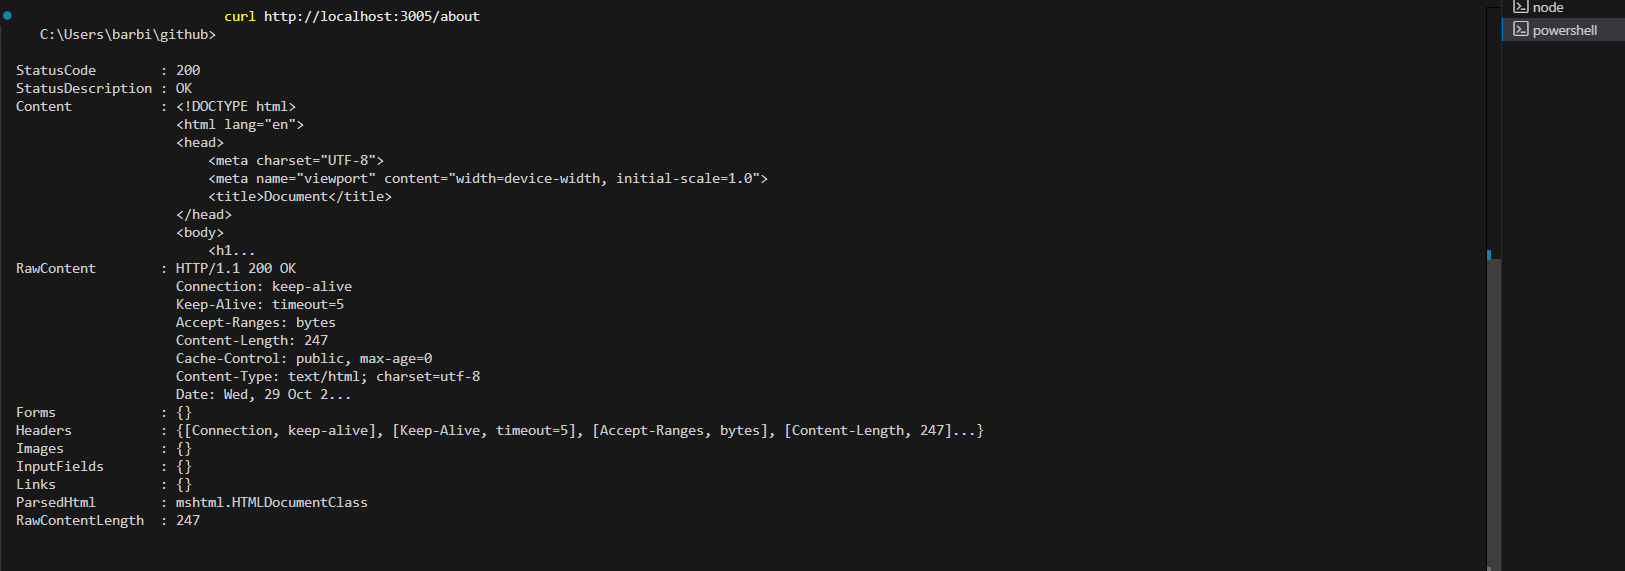 curl http://localhost:3005/about
C:\Users\barbi\github>
StatusCode        : 200
StatusDescription : OK
Content           : <!DOCTYPE html>
                    <html lang="en">
                    <head>
                        <meta charset="UTF-8">
                        <meta name="viewport" content="width=device-width, initial-scale=1.0">
                        <title>Document</title>
                    </head>
                    <body>
                        <h1...
RawContent        : HTTP/1.1 200 OK
                    Connection: keep-alive
                    Keep-Alive: timeout=5
                    Accept-Ranges: bytes
                    Content-Length: 247
                    Cache-Control: public, max-age=0
                    Content-Type: text/html; charset=utf-8
                    Date: Wed, 29 Oct 2...
Forms             : {}
Headers           : {[Connection, keep-alive], [Keep-Alive, timeout=5], [Accept-Ranges, bytes], [Content-Length, 247]...}
Images            : {}
InputFields       : {}
Links             : {}
ParsedHtml        : mshtml.HTMLDocumentClass
RawContentLength  : 247
node
powershell